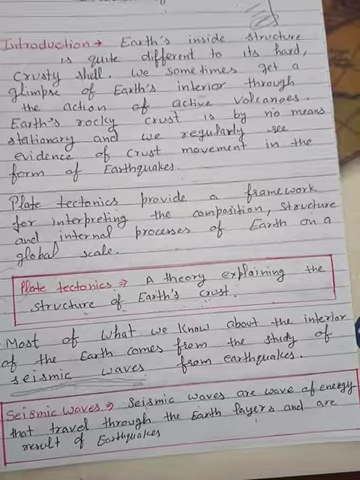 Introduction → Earth's inside structure
is quite different to its hard,
crusty shell. We sometimes get a
glimpse of Earth's interior through
the action of active volcanoes.
Earth's rocky crust is by no means
stationary and we regularly see
evidence of crust movement in the
form of Earthquakes.
Plate tectonics provide a framework
for interpreting the composition, structure
and internal processes of Earth on a
global scale.
Plate tectonics → A theory explaining the
structure of Earth's crust.
Most of what we know about the interior
of the Earth comes from the study of
seismic waves from earthquakes.
Seismic waves → Seismic waves are wave of energy
that travel through the Earth layers and are
result of Earthquakes